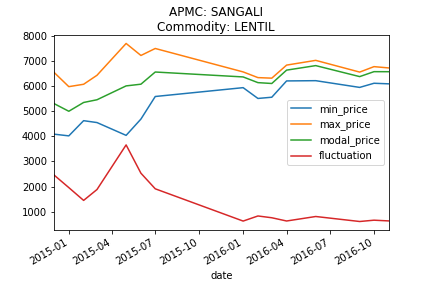 APMC: SANGALI
Commodity: LENTIL
8000
7000
6000
5000
4000
3000
2000
1000
min_price
max_price
modal_price
fluctuation
2015-01
2015-04
2015-07
2015-10
2016-01
2016-04
2016-07
2016-10
date